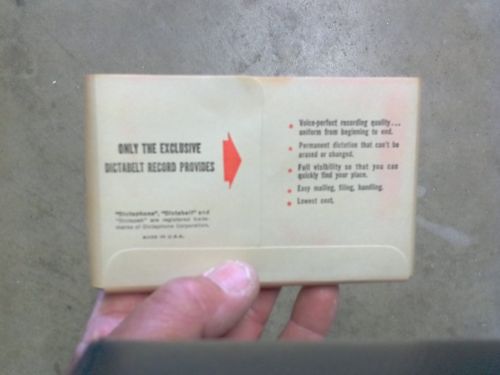 ONLY THE EXCLUSIVE
DICTABELT RECORD PROVIDES
"Dictaphone", "Dictabelt" and
are registered trade-
marks of Dictaphone Corporation.
MADE IN U.S.A.
Voice-perfect recording quality...
uniform from beginning to end.
Permanent dictation that can't be
erased or changed.
Full visibility so that you can
quickly find your place.
Easy mailing, filing, handling.
Lowest cost.